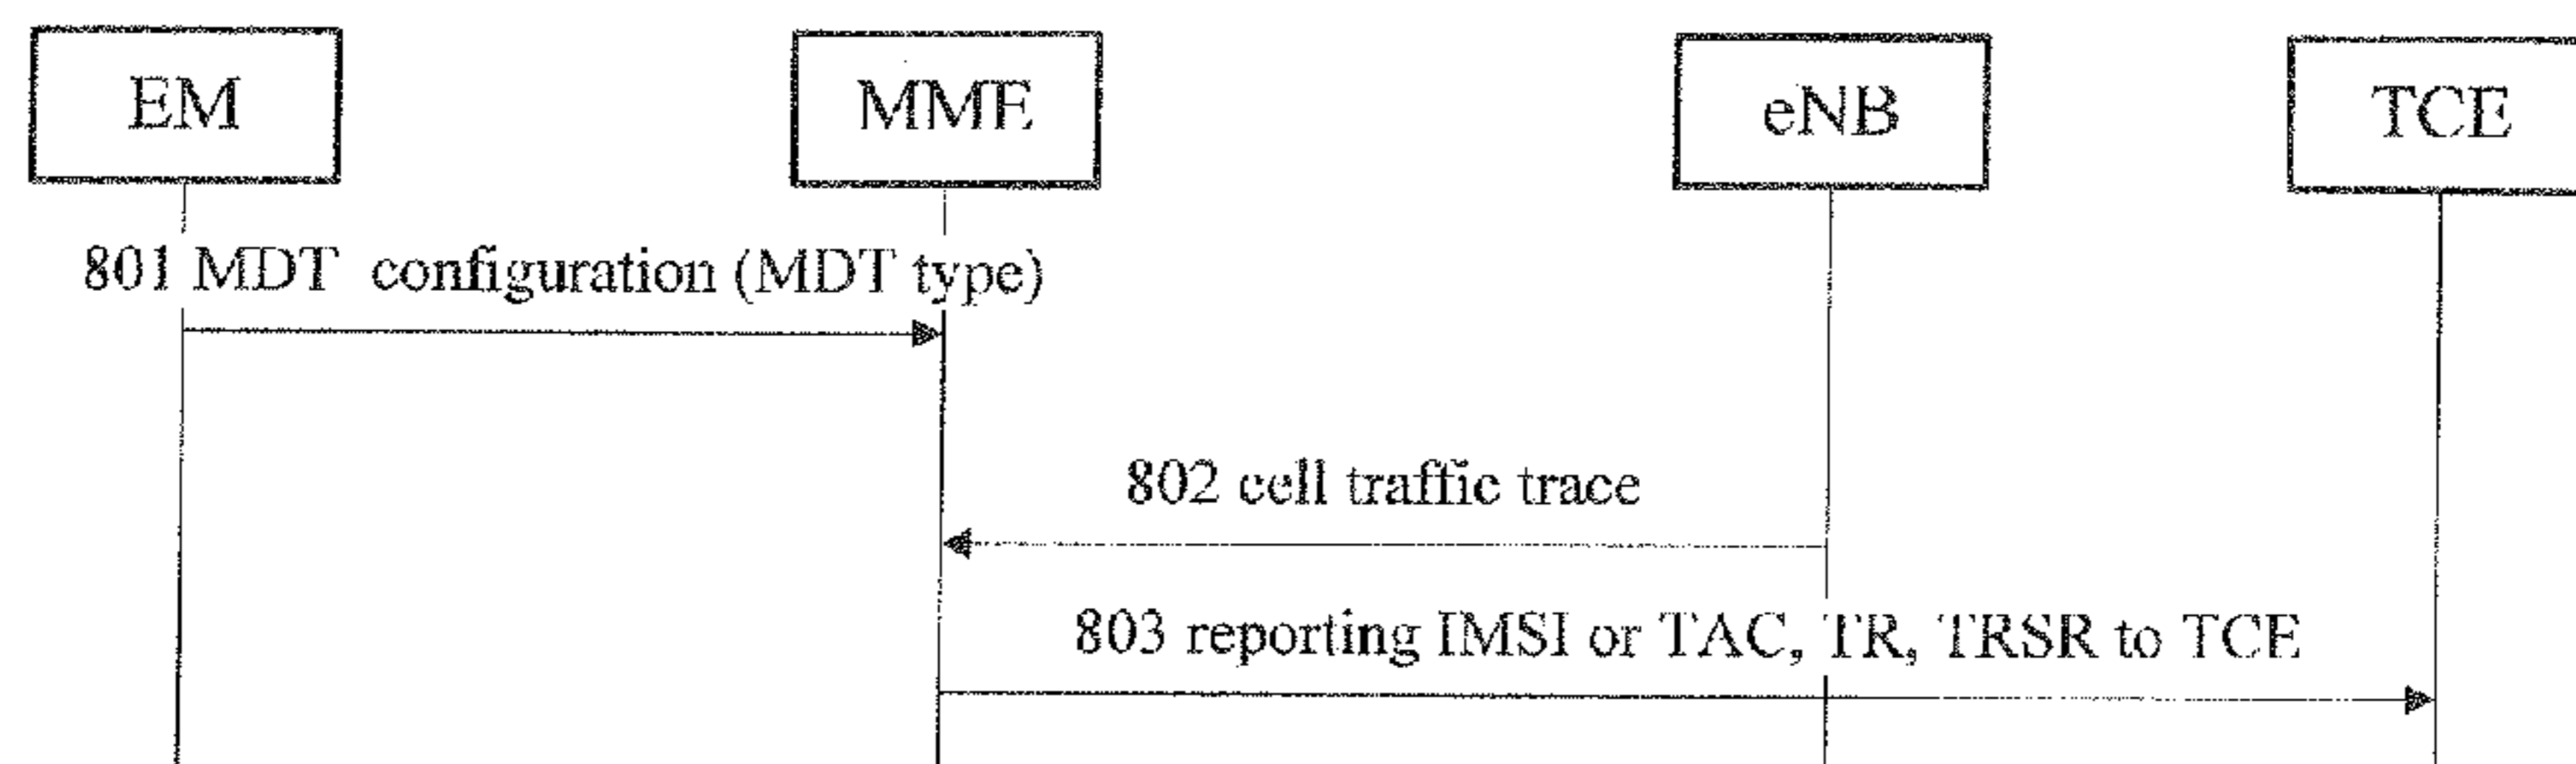 EM MME eNB TCE
801 MDT configuration (MDT type)
802 cell traffic trace
803 reporting IMSI or TAC, TR, TRSR to TCE